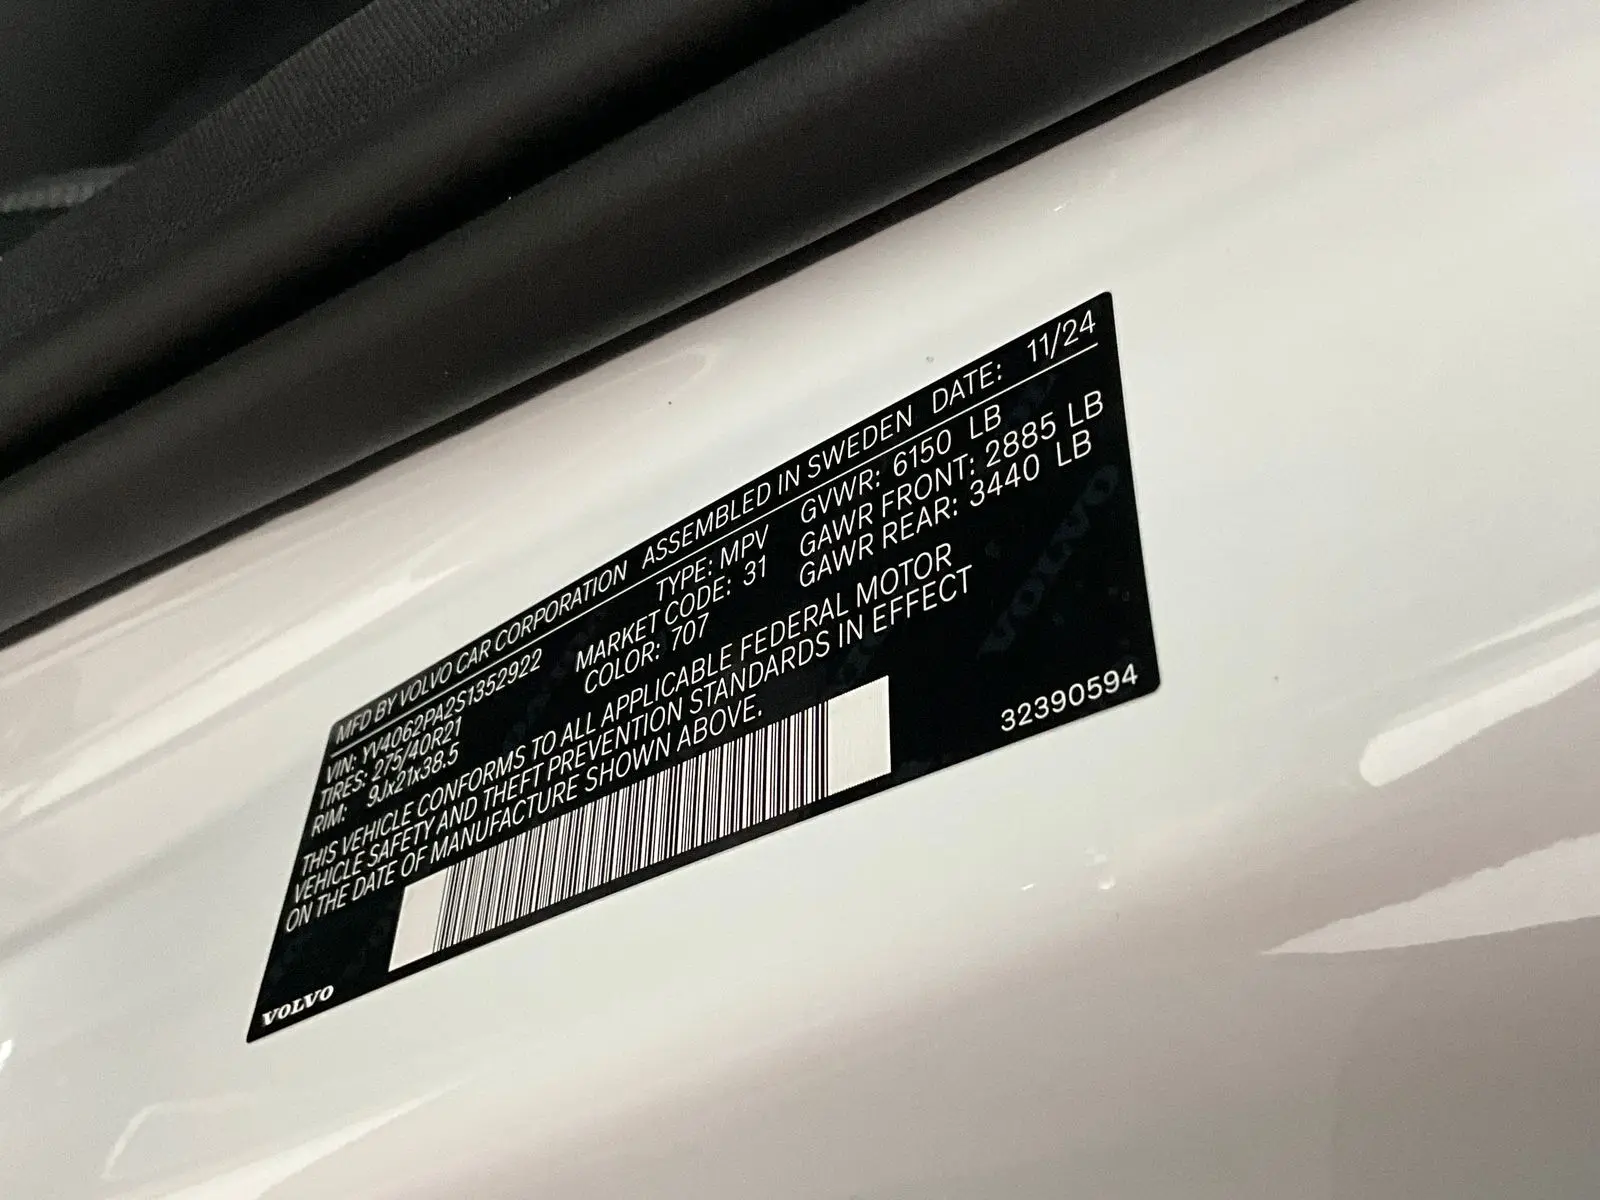 MFD BY VOLVO CAR CORPORATION ASSEMBLED IN SWEDEN DATE: 11/24
VIN: YV4062PA2S1352922 TYPE: MPV GVWR: 6150 LB
TIRES: 275/40R21 MARKET CODE: 31 GAWR FRONT: 2885 LB
RIM: 9Jx21x38.5 COLOR: 707 GAWR REAR: 3440 LB
THIS VEHICLE CONFORMS TO ALL APPLICABLE FEDERAL MOTOR
VEHICLE SAFETY AND THEFT PREVENTION STANDARDS IN EFFECT
ON THE DATE OF MANUFACTURE SHOWN ABOVE.
VOLVO 32390594